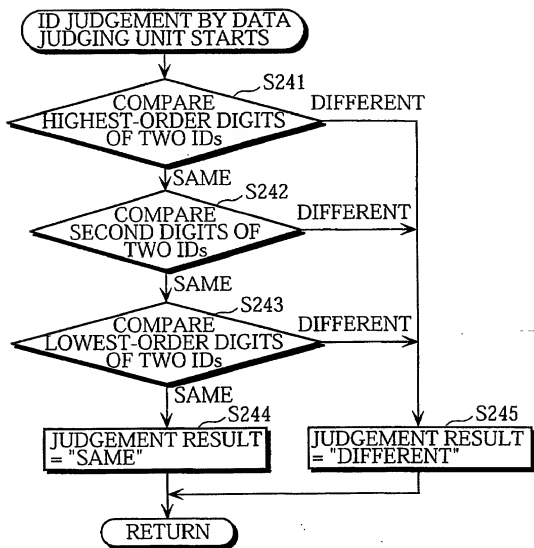 ID JUDGEMENT BY DATA
JUDGING UNIT STARTS
S241
COMPARE
HIGHEST-ORDER DIGITS
OF TWO IDs
DIFFERENT
SAME
S242
COMPARE
SECOND DIGITS OF
TWO IDs
DIFFERENT
SAME
S243
COMPARE
LOWEST-ORDER DIGITS
OF TWO IDs
DIFFERENT
SAME
S244
JUDGEMENT RESULT
= "SAME"
S245
JUDGEMENT RESULT
= "DIFFERENT"
RETURN